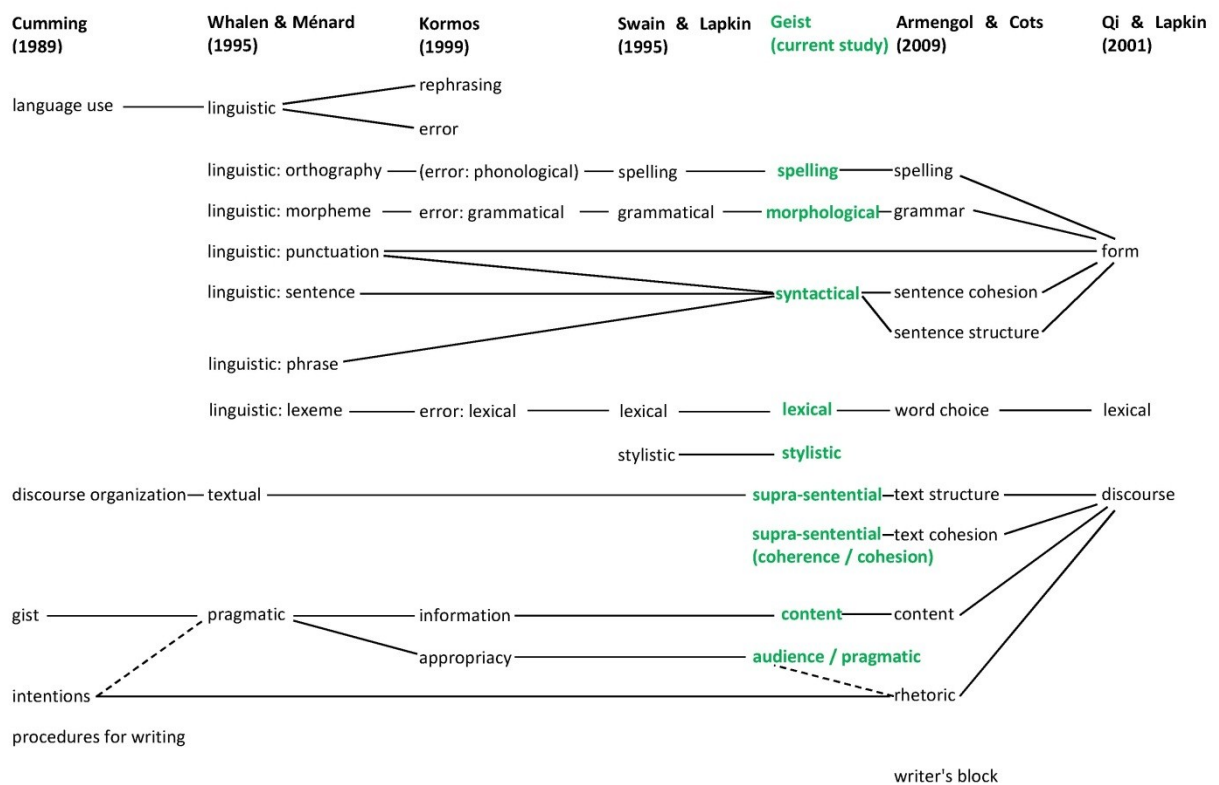 Cumming Whalen & Ménard Kormos Swain & Lapkin Geist Armengol & Cots Qi & Lapkin
(1989) (1995) (1999) (1995) (current study) (2009) (2001)
rephrasing
language use linguistic
error
linguistic: orthography (error: phonological) spelling spelling spelling
linguistic: morpheme error: grammatical grammatical morphological grammar
linguistic: punctuation form
linguistic: sentence syntactical sentence cohesion
sentence structure
linguistic: phrase
linguistic: lexeme error: lexical lexical lexical word choice lexical
stylistic stylistic
discourse organization textual supra-sentential text structure discourse
supra-sentential text cohesion
(coherence / cohesion)
gist pragmatic information content content
appropriacy audience / pragmatic
intentions rhetoric
procedures for writing
writer's block